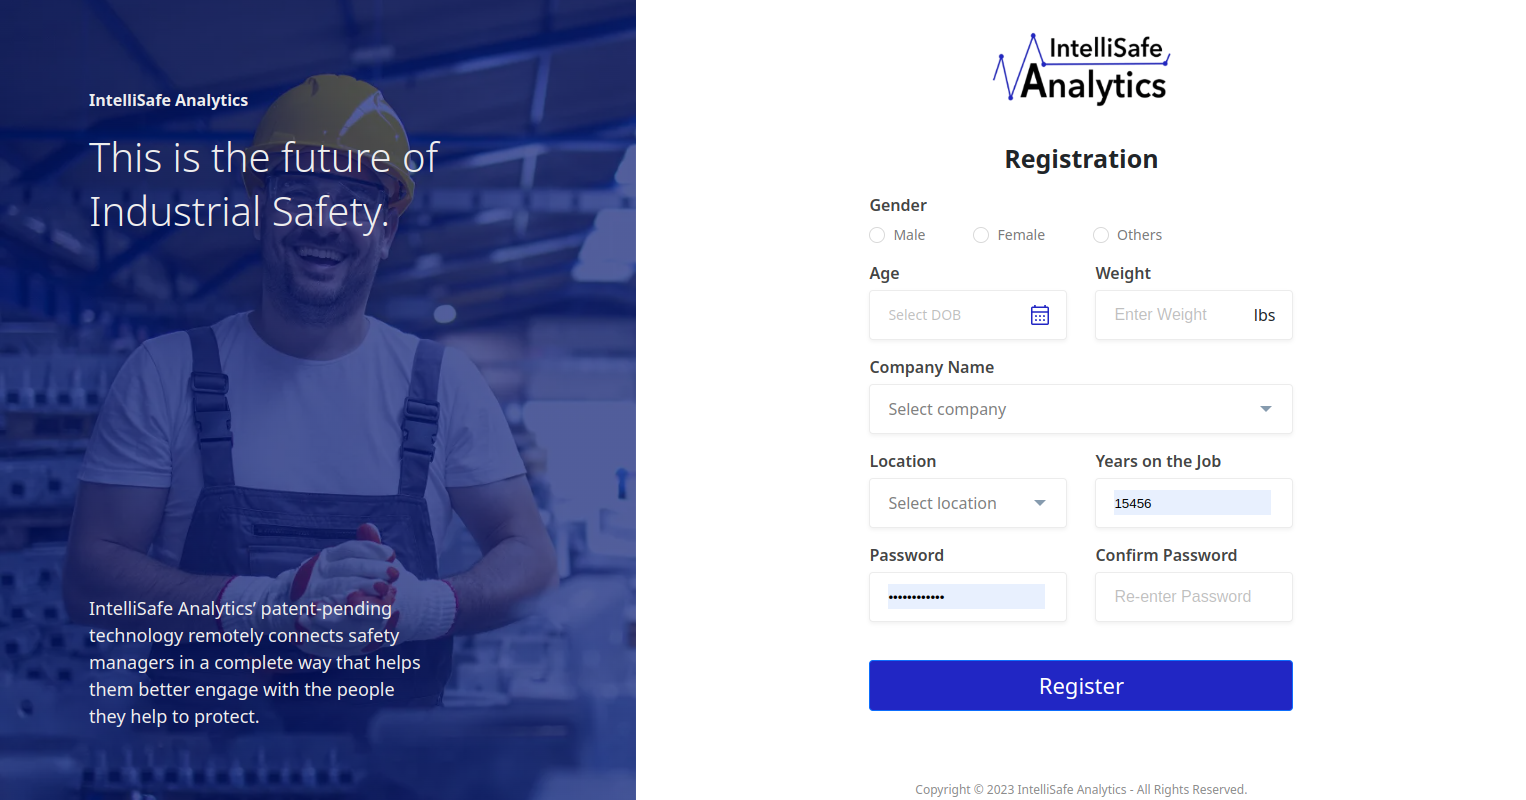 IntelliSafe Analytics
This is the future of
Industrial Safety.
IntelliSafe Analytics’ patent-pending
technology remotely connects safety
managers in a complete way that helps
them better engage with the people
they help to protect.
IntelliSafe
Analytics
Registration
Gender
Male Female Others
Age Weight
Select DOB Enter Weight lbs
Company Name
Select company
Location Years on the Job
Select location 15456
Password Confirm Password
•••••••••••• Re-enter Password
Register
Copyright © 2023 IntelliSafe Analytics - All Rights Reserved.